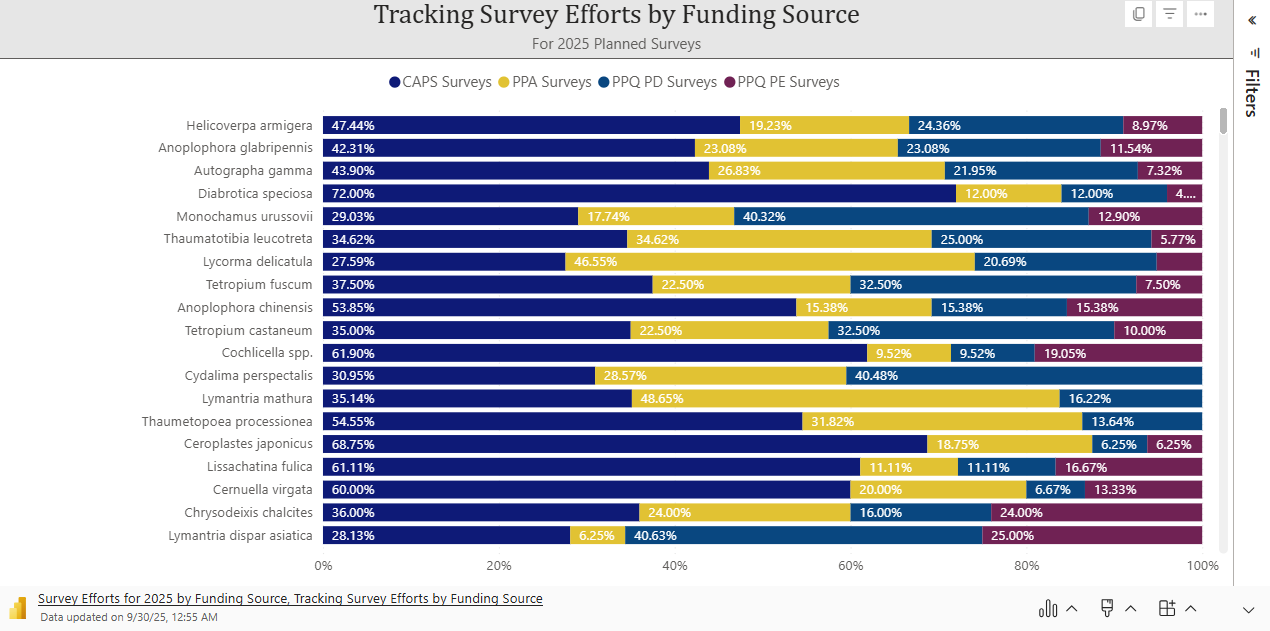 Tracking Survey Efforts by Funding Source
For 2025 Planned Surveys
Filters
CAPS Surveys PPA Surveys PPQ PD Surveys PPQ PE Surveys
Helicoverpa armigera 47.44% 19.23% 24.36% 8.97%
Anoplophora glabripennis 42.31% 23.08% 23.08% 11.54%
Autographa gamma 43.90% 26.83% 21.95% 7.32%
Diabrotica speciosa 72.00% 12.00% 12.00% 4....
Monochamus urussovii 29.03% 17.74% 40.32% 12.90%
Thaumatotibia leucotreta 34.62% 34.62% 25.00% 5.77%
Lycorma delicatula 27.59% 46.55% 20.69%
Tetropium fuscum 37.50% 22.50% 32.50% 7.50%
Anoplophora chinensis 53.85% 15.38% 15.38% 15.38%
Tetropium castaneum 35.00% 22.50% 32.50% 10.00%
Cochlicella spp. 61.90% 9.52% 9.52% 19.05%
Cydalima perspectalis 30.95% 28.57% 40.48%
Lymantria mathura 35.14% 48.65% 16.22%
Thaumetopoea processionea 54.55% 31.82% 13.64%
Ceroplastes japonicus 68.75% 18.75% 6.25% 6.25%
Lissachatina fulica 61.11% 11.11% 11.11% 16.67%
Cernuella virgata 60.00% 20.00% 6.67% 13.33%
Chrysodeixis chalcites 36.00% 24.00% 16.00% 24.00%
Lymantria dispar asiatica 28.13% 6.25% 40.63% 25.00%
0% 20% 40% 60% 80% 100%
Survey Efforts for 2025 by Funding Source, Tracking Survey Efforts by Funding Source
Data updated on 9/30/25, 12:55 AM